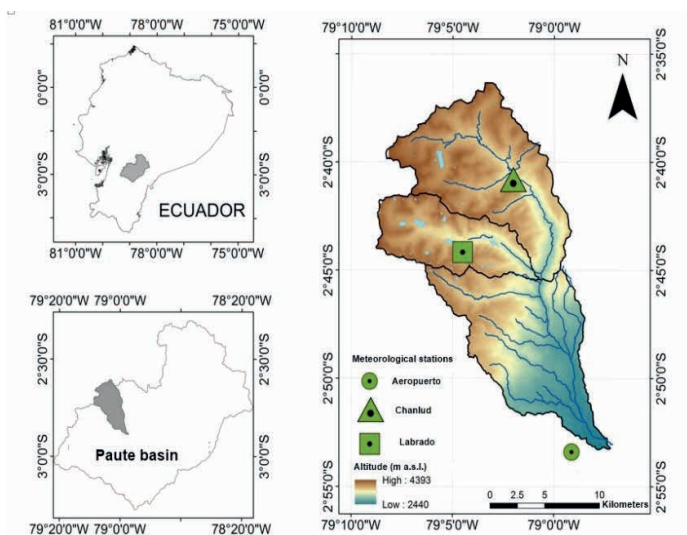 81°0'0"W 78°0'0"W 75°0'0"W
0°0'0"
0°0'0"
3°0'0"S
3°0'0"S
ECUADOR
81°0'0"W 78°0'0"W 75°0'0"W
79°20'0"W 79°0'0"W 78°20'0"W
2°30'0"S
2°30'0"S
3°0'0"S
3°0'0"S
Paute basin
79°20'0"W 79°0'0"W 78°20'0"W
79°10'0"W 79°5'0"W 79°0'0"W
2°35'0"S
N
2°40'0"S
2°40'0"S
2°45'0"S
2°45'0"S
2°50'0"S
2°50'0"S
2°55'0"S
2°55'0"S
Meteorological stations
Aeropuerto
Chanlud
Labrado
Altitude (m a.s.l.)
High : 4393
Low : 2440
0 2.5 5 10
Kilometers
79°10'0"W 79°5'0"W 79°0'0"W